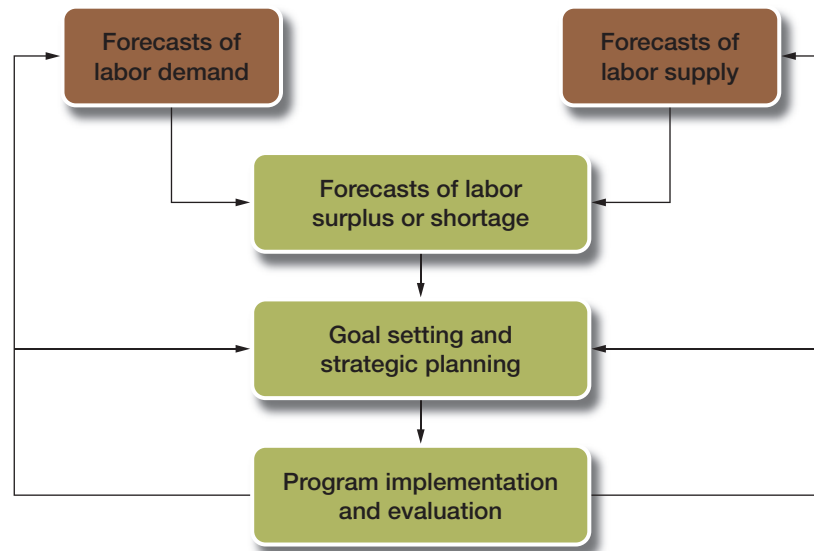 Forecasts of
labor demand
Forecasts of
labor supply
Forecasts of labor
surplus or shortage
Goal setting and
strategic planning
Program implementation
and evaluation